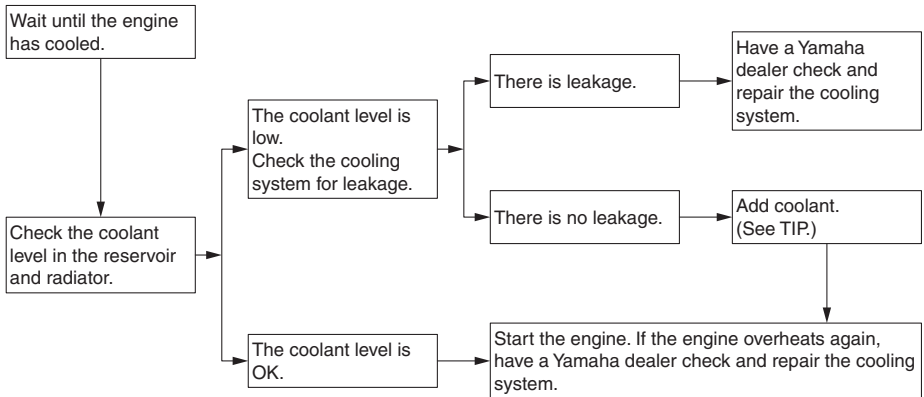 Wait until the engine
has cooled.
Check the coolant
level in the reservoir
and radiator.
The coolant level is
low.
Check the cooling
system for leakage.
There is leakage.
Have a Yamaha
dealer check and
repair the cooling
system.
There is no leakage.
Add coolant.
(See TIP.)
The coolant level is
OK.
Start the engine. If the engine overheats again,
have a Yamaha dealer check and repair the cooling
system.